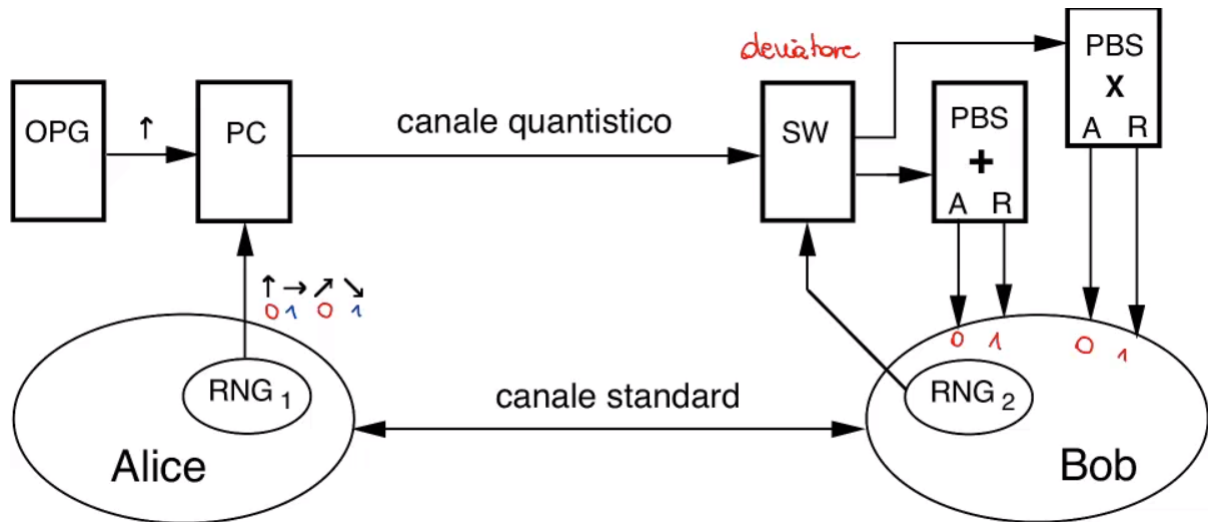 deviatore
OPG
↑
PC
canale quantistico
SW
PBS
+
A R
PBS
X
A R
↑ → ↗ ↘
0 1 0 1
0 1
0 1
RNG 1
canale standard
RNG 2
Alice
Bob